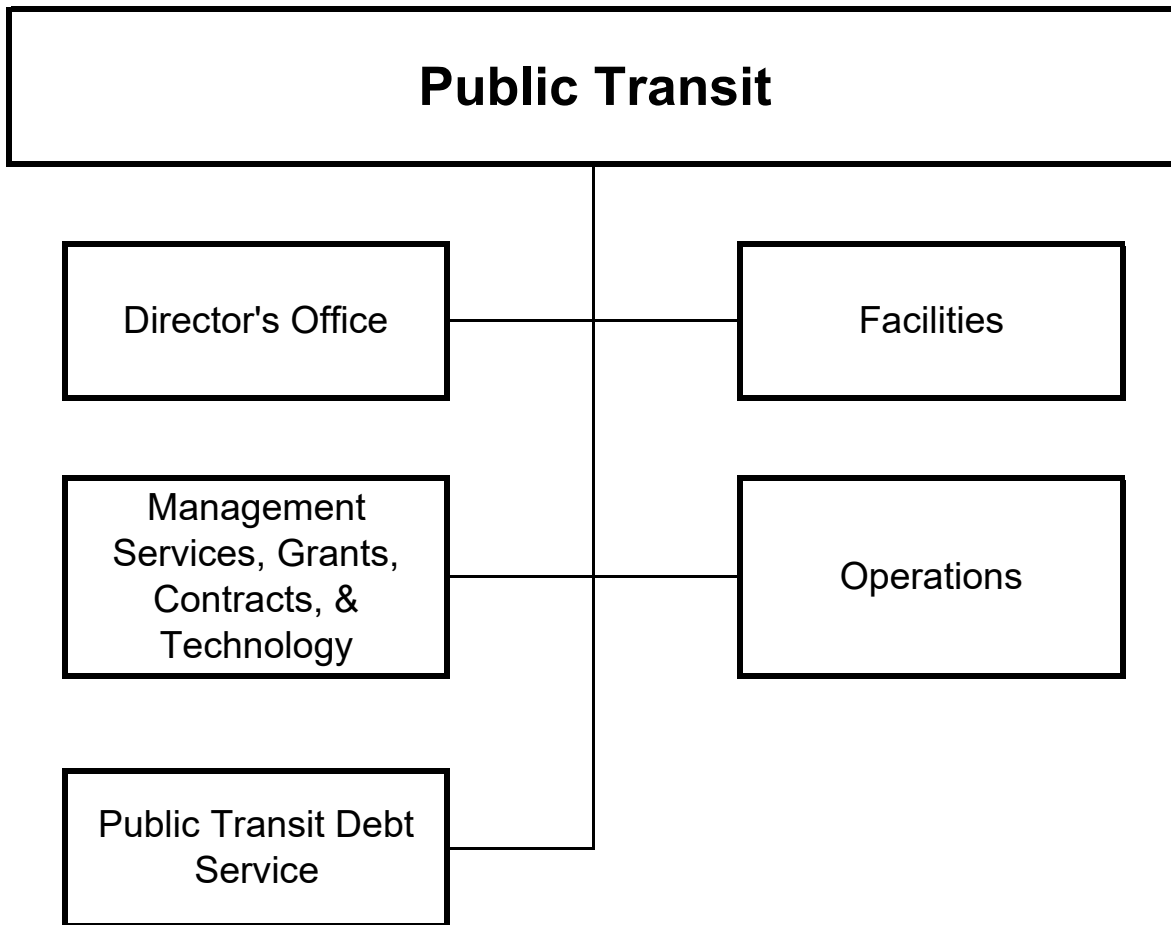 Public Transit
Director's Office
Facilities
Management
Services, Grants,
Contracts, &
Technology
Operations
Public Transit Debt
Service